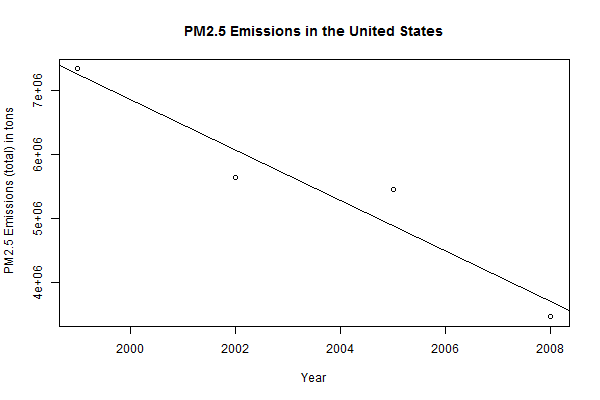 PM2.5 Emissions in the United States
PM2.5 Emissions (total) in tons
7e+06
6e+06
5e+06
4e+06
2000 2002 2004 2006 2008
Year